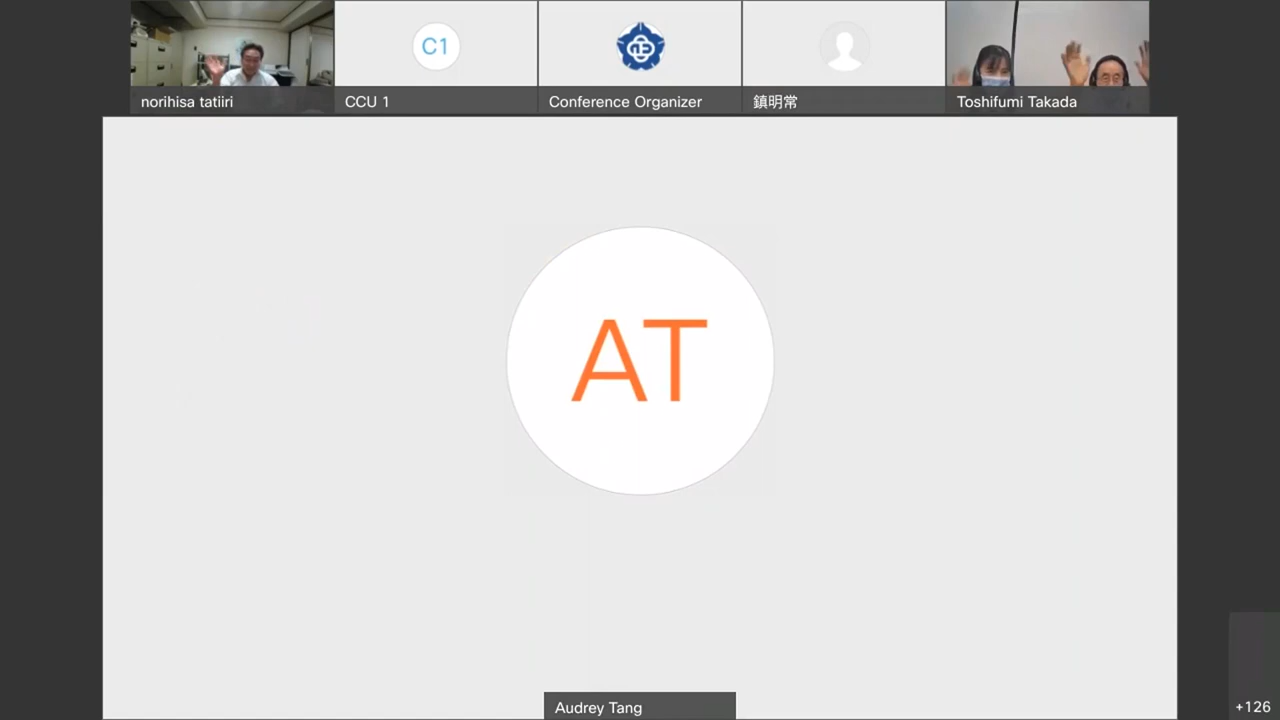 C1
norihisa tatiiri
CCU 1
Conference Organizer
鎮明常
Toshifumi Takada
AT
Audrey Tang
+126